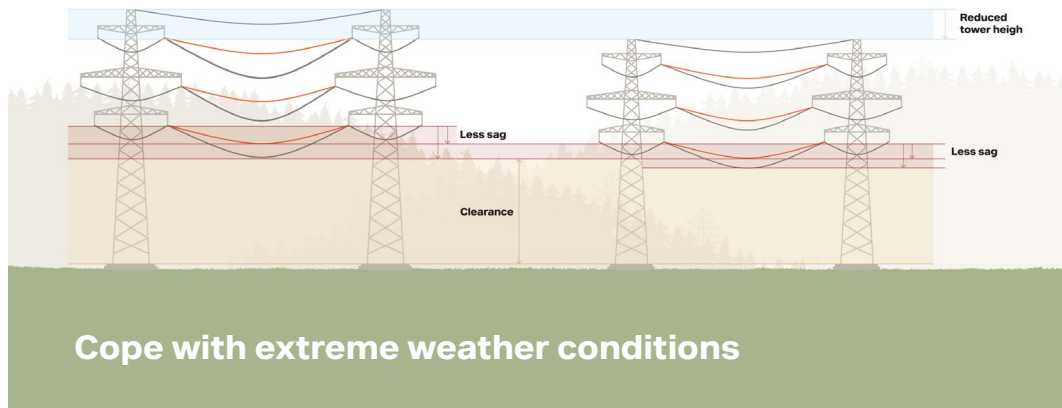 Reduced
tower heigh
Less sag
Less sag
Clearance
Cope with extreme weather conditions